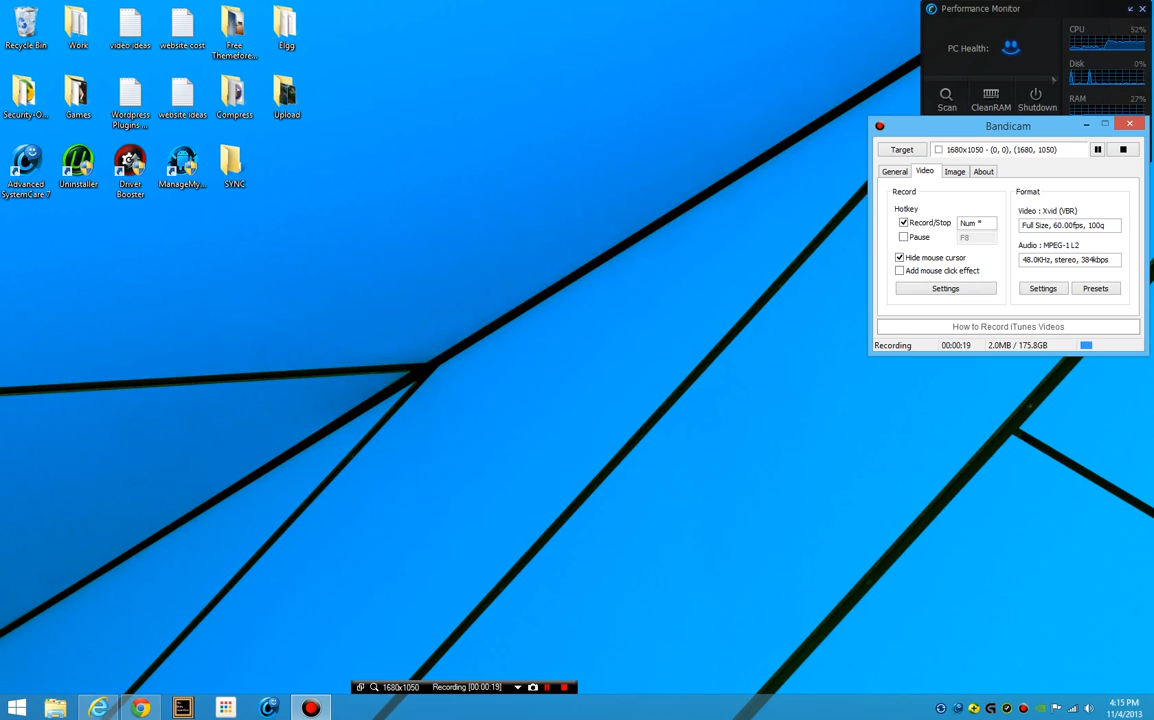 Recycle Bin
Work
video ideas
website cost
Free
Themefore...
Elgg
Security-O...
Games
Wordpress
Plugins ...
website ideas
Compress
Upload
Advanced
SystemCare 7
Uninstaller
Driver
Booster
ManageMy...
SYNC
Performance Monitor
PC Health:
CPU 52%
Disk 0%
RAM 27%
Scan
CleanRAM
Shutdown
Bandicam
Target
1680x1050 - (0, 0), (1680, 1050)
General
Video
Image
About
Record
Hotkey
Record/Stop
Num *
Pause
F8
Hide mouse cursor
Add mouse click effect
Settings
Format
Video : Xvid (VBR)
Full Size, 60.00fps, 100q
Audio : MPEG-1 L2
48.0KHz, stereo, 384kbps
Settings
Presets
How to Record iTunes Videos
Recording
00:00:19
2.0MB / 175.8GB
1680x1050
Recording [00:00:19]
4:15 PM
11/4/2013